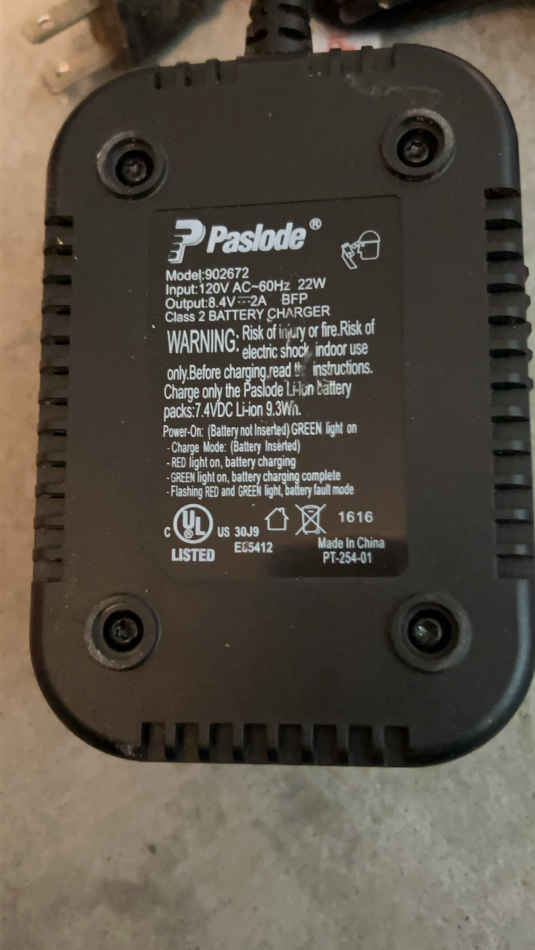 Paslode®
Model:902672
Input:120V AC~60Hz 22W
Output:8.4V⎓2A BFP
Class 2 BATTERY CHARGER
WARNING: Risk of injury or fire.Risk of
electric shock, indoor use
only.Before charging,read the instructions.
Charge only the Paslode Li-ion battery
packs:7.4VDC Li-ion 9.3Wh.
Power-On: (Battery not Inserted) GREEN light on
- Charge Mode: (Battery Inserted)
- RED light on, battery charging
- GREEN light on, battery charging complete
- Flashing RED and GREEN light, battery fault mode
C UL US 30J9 1616
LISTED E65412 Made In China
PT-254-01